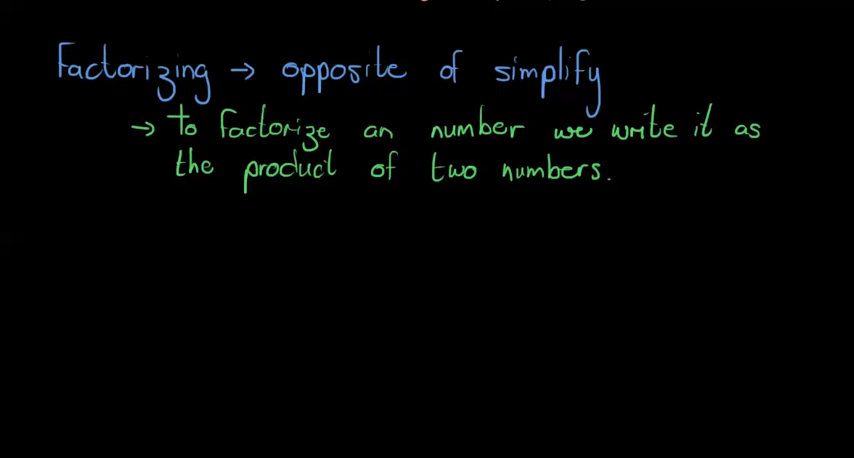 Factorizing → opposite of simplify
→ to factorize an number we write it as
the product of two numbers.